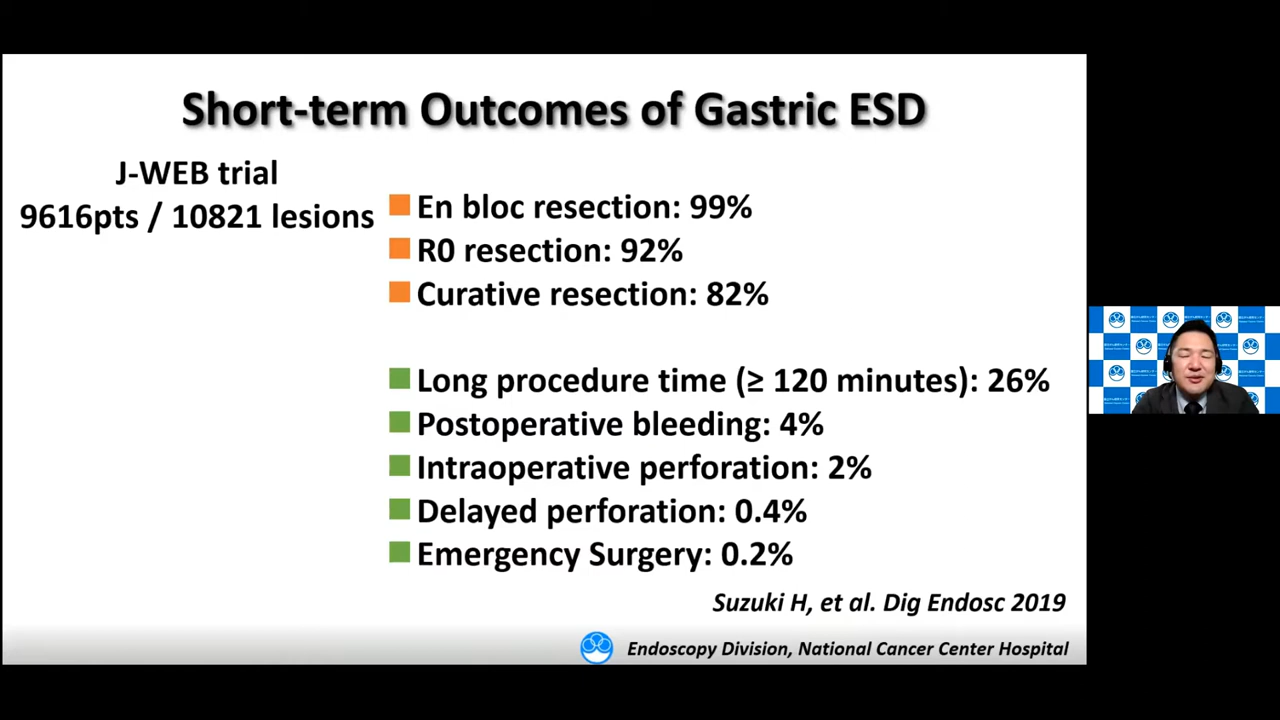 Short-term Outcomes of Gastric ESD
J-WEB trial
9616pts / 10821 lesions
En bloc resection: 99%
R0 resection: 92%
Curative resection: 82%
Long procedure time (≥ 120 minutes): 26%
Postoperative bleeding: 4%
Intraoperative perforation: 2%
Delayed perforation: 0.4%
Emergency Surgery: 0.2%
Suzuki H, et al. Dig Endosc 2019
Endoscopy Division, National Cancer Center Hospital